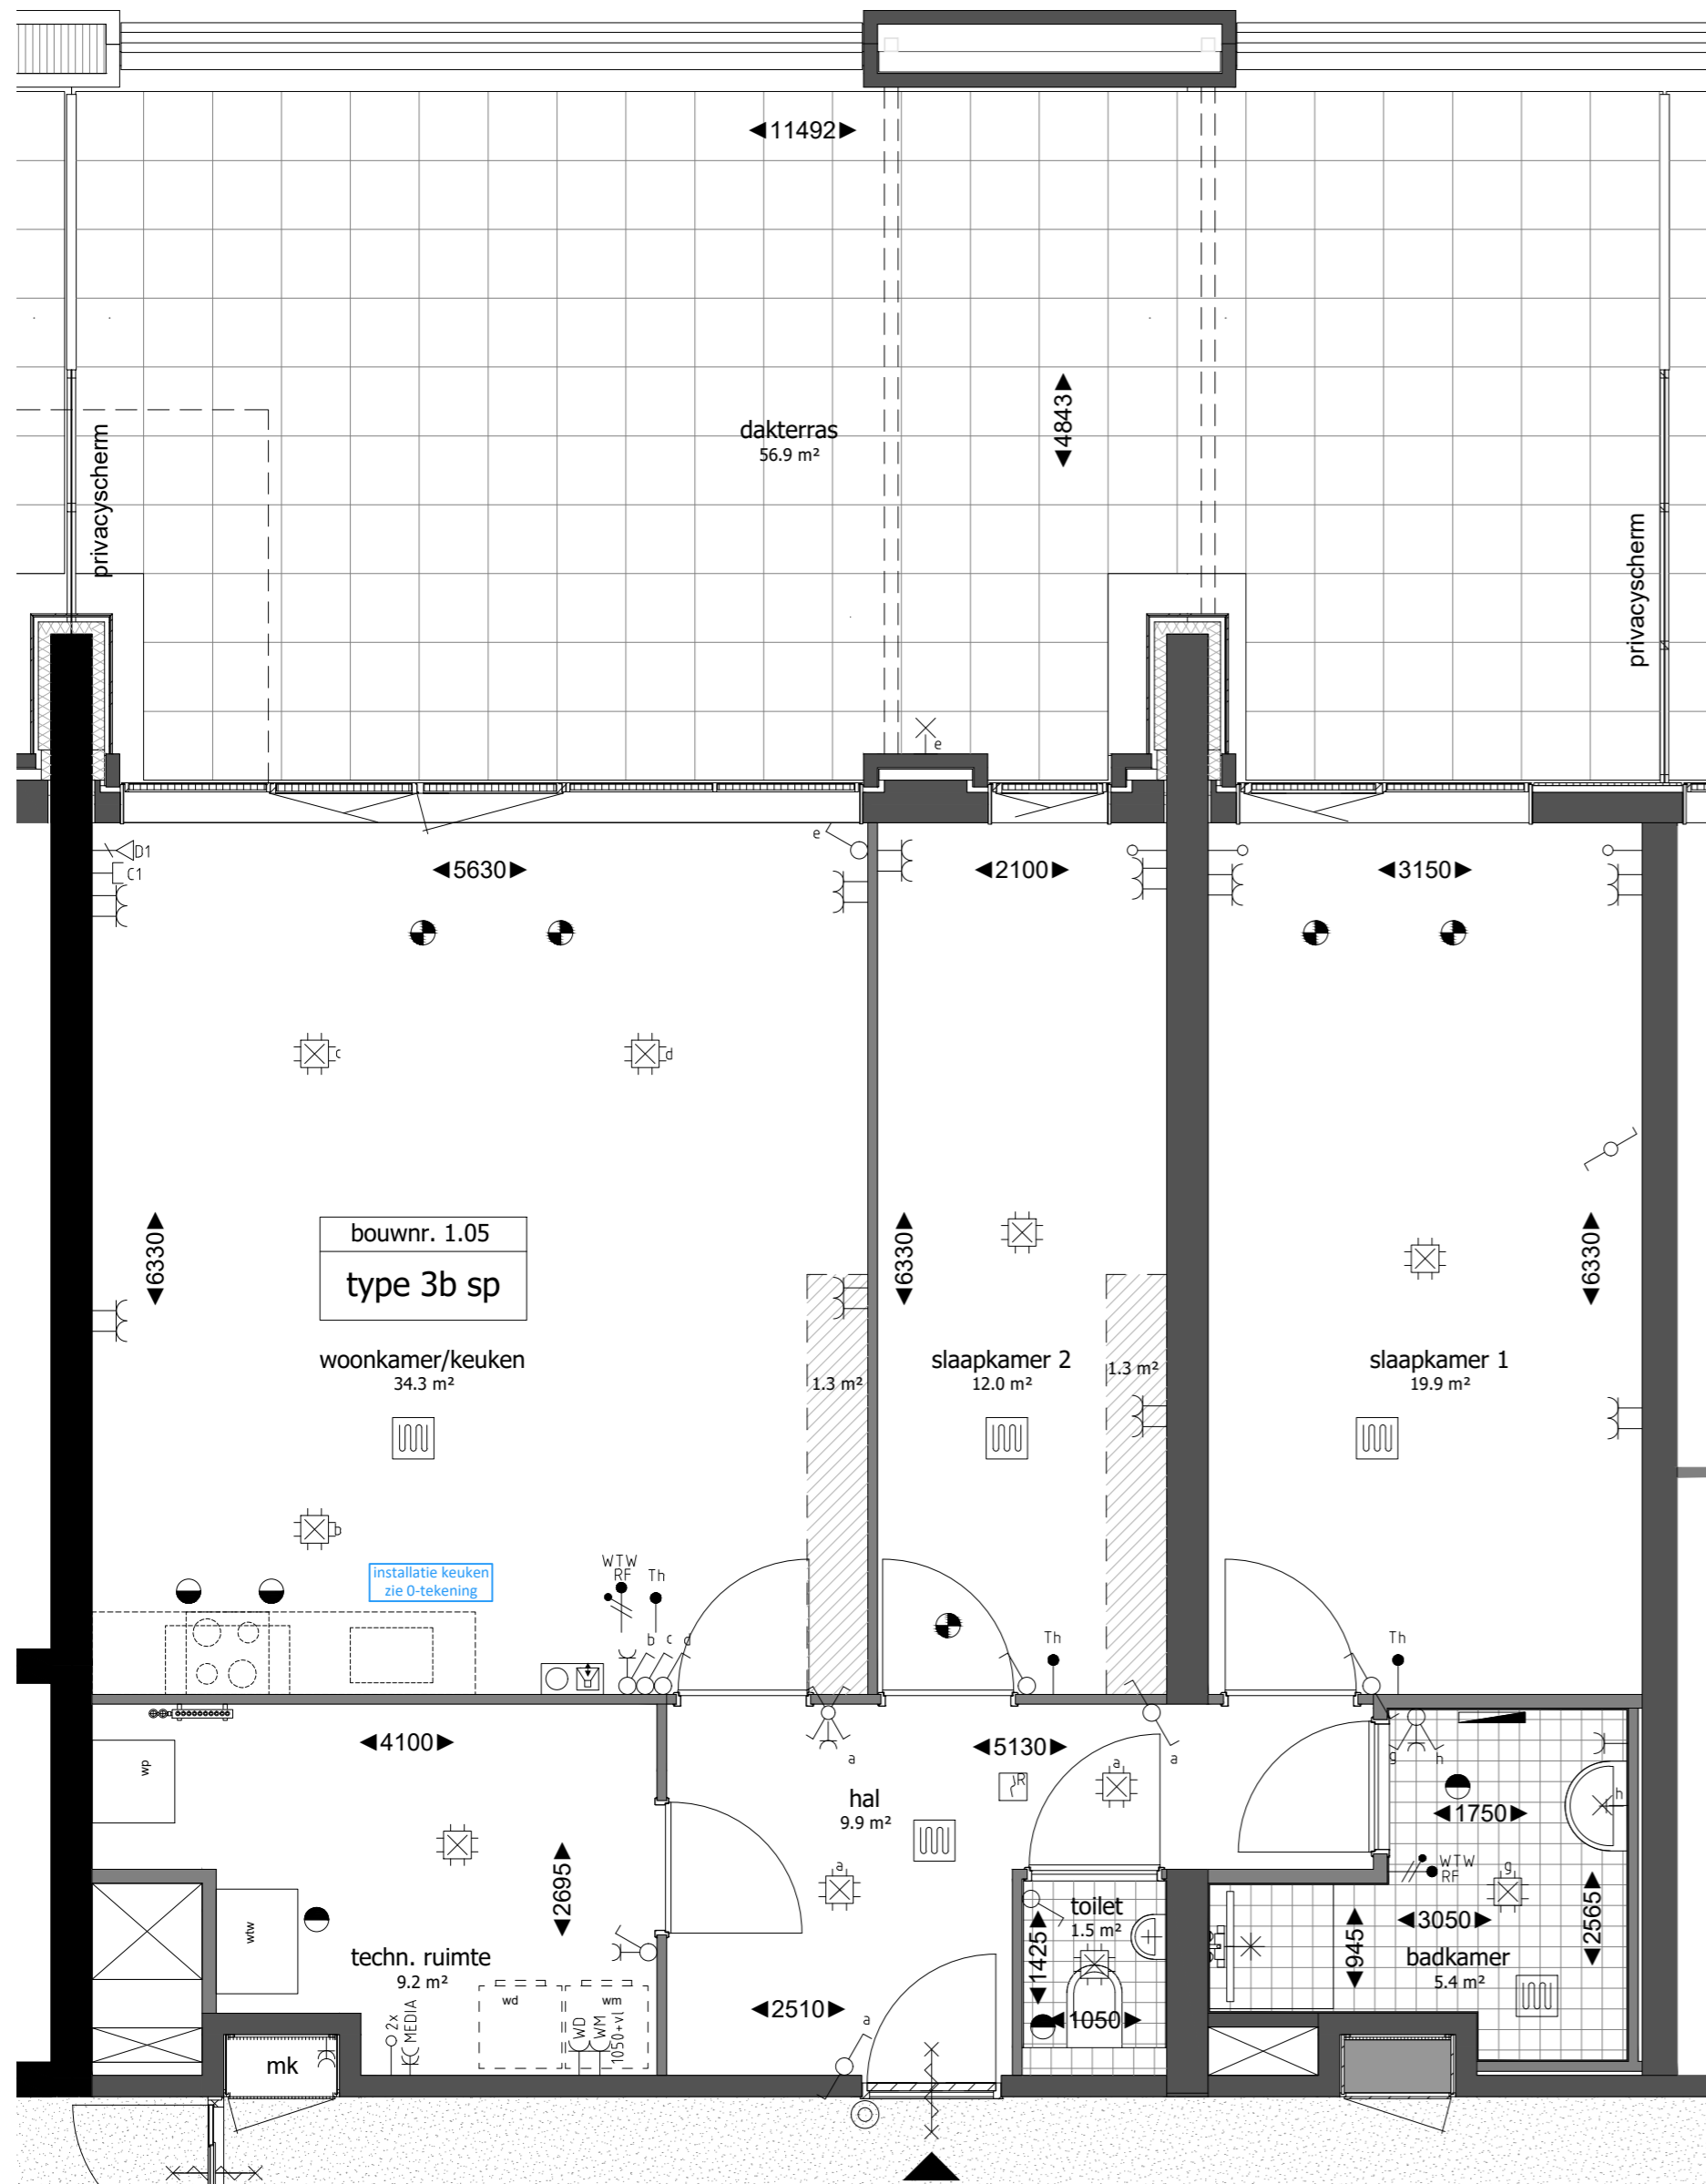 11492
dakterras
56.9 m²
4843
privacyscherm
privacyscherm
e
e
D1
C1
5630
2100
3150
c
d
bouwnr. 1.05
type 3b sp
6330
6330
6330
woonkamer/keuken
34.3 m²
1.3 m²
slaapkamer 2
12.0 m²
1.3 m²
slaapkamer 1
19.9 m²
b
installatie keuken
zie 0-tekening
WTW
RF
Th
b c d
Th
Th
4100
a
5130
a
a
g
h
wp
R
hal
9.9 m²
1750
h
a
2695
WTW
RF
g
wtw
toilet
1.5 m²
1425
3050
945
2565
badkamer
5.4 m²
techn. ruimte
9.2 m²
wd
wm
2510
a
1050
2x
MEDIA
WD
WM
1050+vl
mk